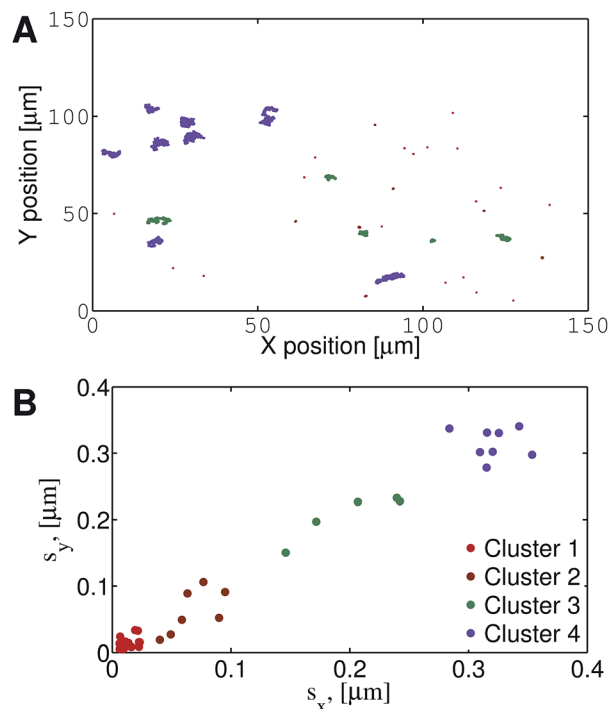 A
150
100
50
0
Y position [μm]
0 50 100 150
X position [μm]
B
0.4
0.3
0.2
0.1
0
s_y, [μm]
Cluster 1
Cluster 2
Cluster 3
Cluster 4
0 0.1 0.2 0.3 0.4
s_x, [μm]